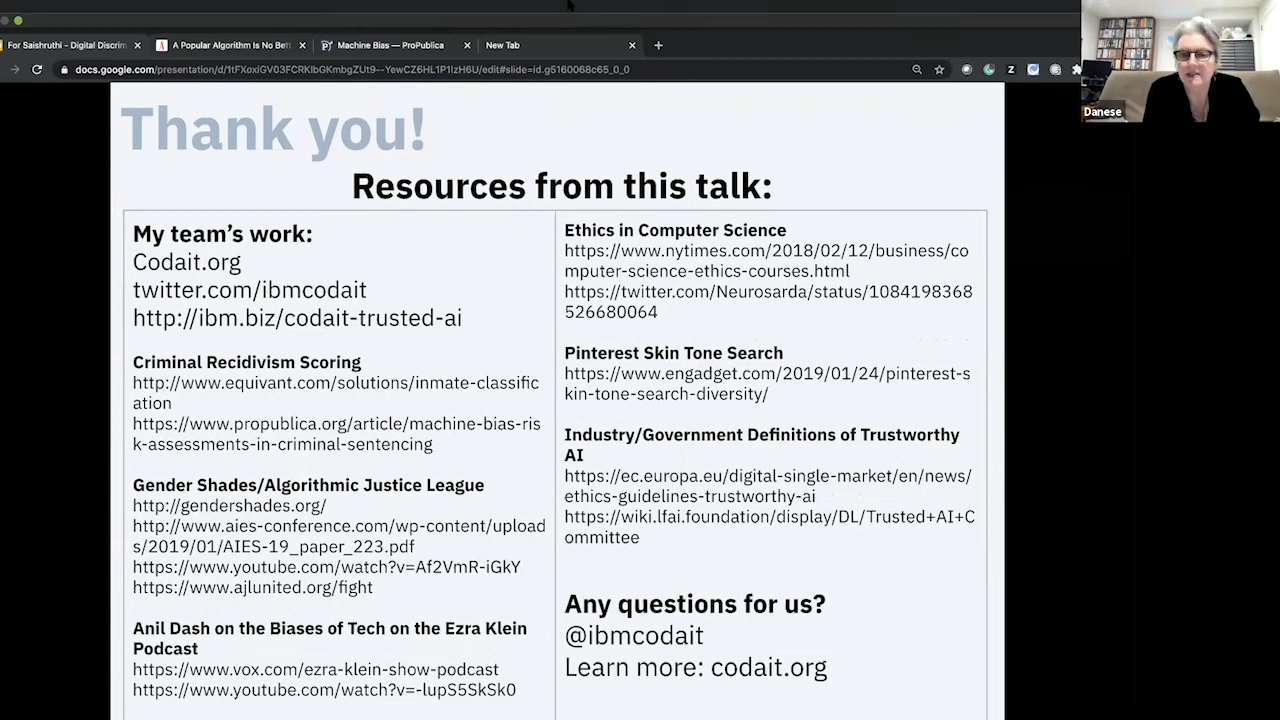 For Saishruthi - Digital Discrim
A Popular Algorithm Is No Bett
Machine Bias — ProPublica
New Tab
docs.google.com/presentation/d/1tFXoxiGV03FCRKIbGKmbgZUt9--YewCZ6HL1P1IzH6U/edit#slide=id.g5160068c65_0_0
Danese
Thank you!
Resources from this talk:
My team's work:
Codait.org
twitter.com/ibmcodait
http://ibm.biz/codait-trusted-ai
Criminal Recidivism Scoring
http://www.equivant.com/solutions/inmate-classific
ation
https://www.propublica.org/article/machine-bias-ris
k-assessments-in-criminal-sentencing
Gender Shades/Algorithmic Justice League
http://gendershades.org/
http://www.aies-conference.com/wp-content/upload
s/2019/01/AIES-19_paper_223.pdf
https://www.youtube.com/watch?v=Af2VmR-iGkY
https://www.ajlunited.org/fight
Anil Dash on the Biases of Tech on the Ezra Klein
Podcast
https://www.vox.com/ezra-klein-show-podcast
https://www.youtube.com/watch?v=-lupS5SkSk0
Ethics in Computer Science
https://www.nytimes.com/2018/02/12/business/co
mputer-science-ethics-courses.html
https://twitter.com/Neurosarda/status/1084198368
526680064
Pinterest Skin Tone Search
https://www.engadget.com/2019/01/24/pinterest-s
kin-tone-search-diversity/
Industry/Government Definitions of Trustworthy
AI
https://ec.europa.eu/digital-single-market/en/news/
ethics-guidelines-trustworthy-ai
https://wiki.lfai.foundation/display/DL/Trusted+AI+C
ommittee
Any questions for us?
@ibmcodait
Learn more: codait.org